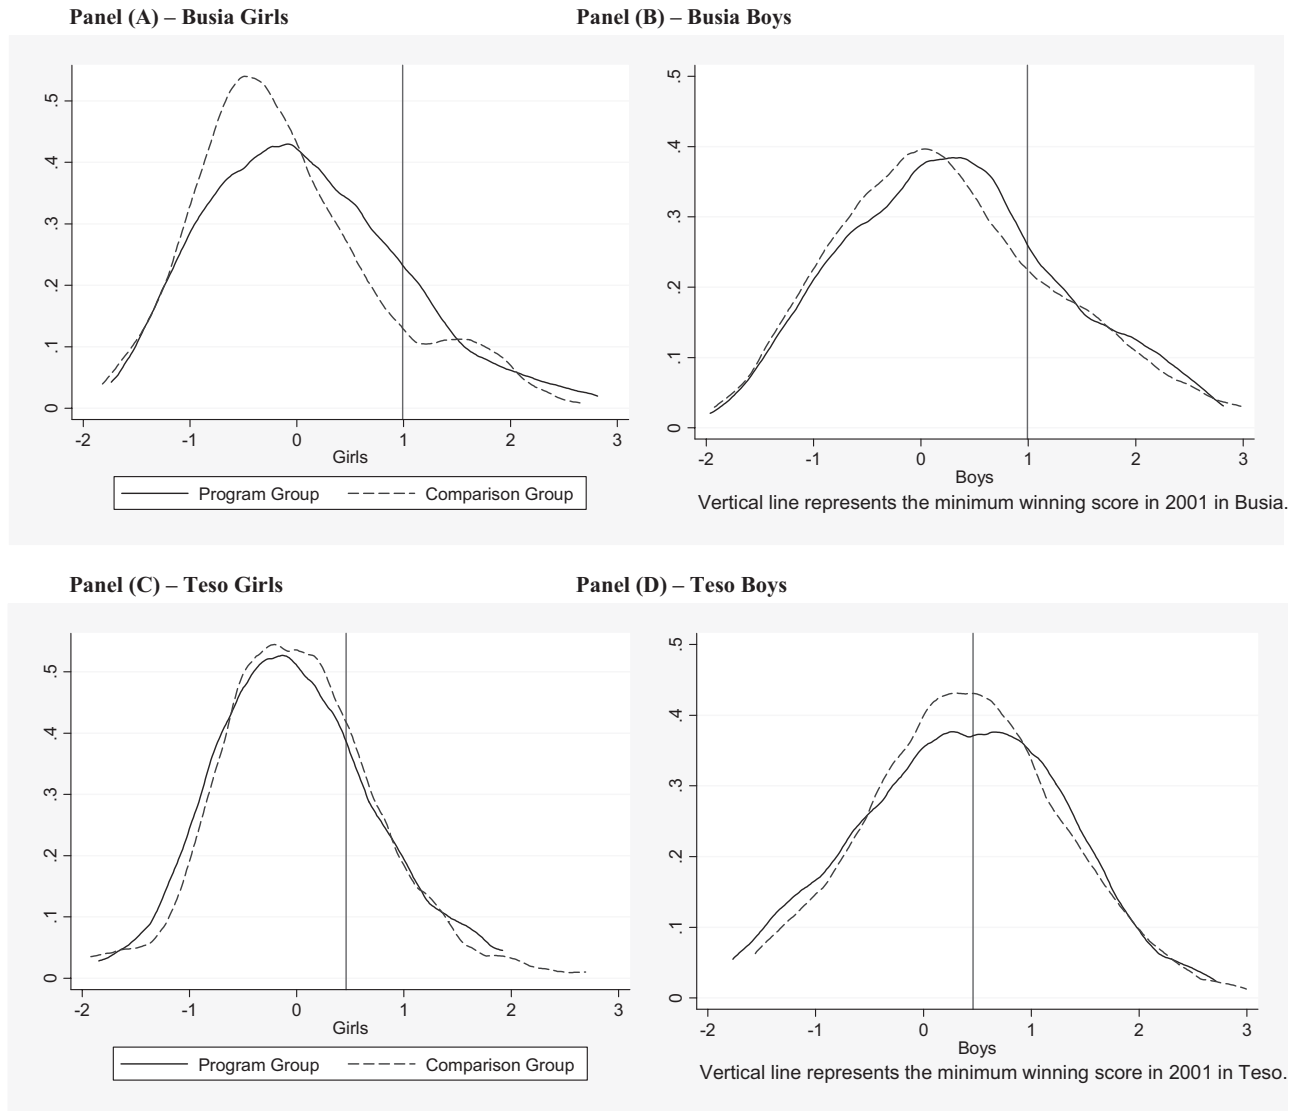 Panel (A) – Busia Girls
Panel (B) – Busia Boys
.5
.4
.3
.2
.1
0
-2 -1 0 1 2 3
Girls
Program Group Comparison Group
.5
.4
.3
.2
.1
0
-2 -1 0 1 2 3
Boys
Vertical line represents the minimum winning score in 2001 in Busia.
Panel (C) – Teso Girls
Panel (D) – Teso Boys
.5
.4
.3
.2
.1
0
-2 -1 0 1 2 3
Girls
Program Group Comparison Group
.5
.4
.3
.2
.1
0
-2 -1 0 1 2 3
Boys
Vertical line represents the minimum winning score in 2001 in Teso.